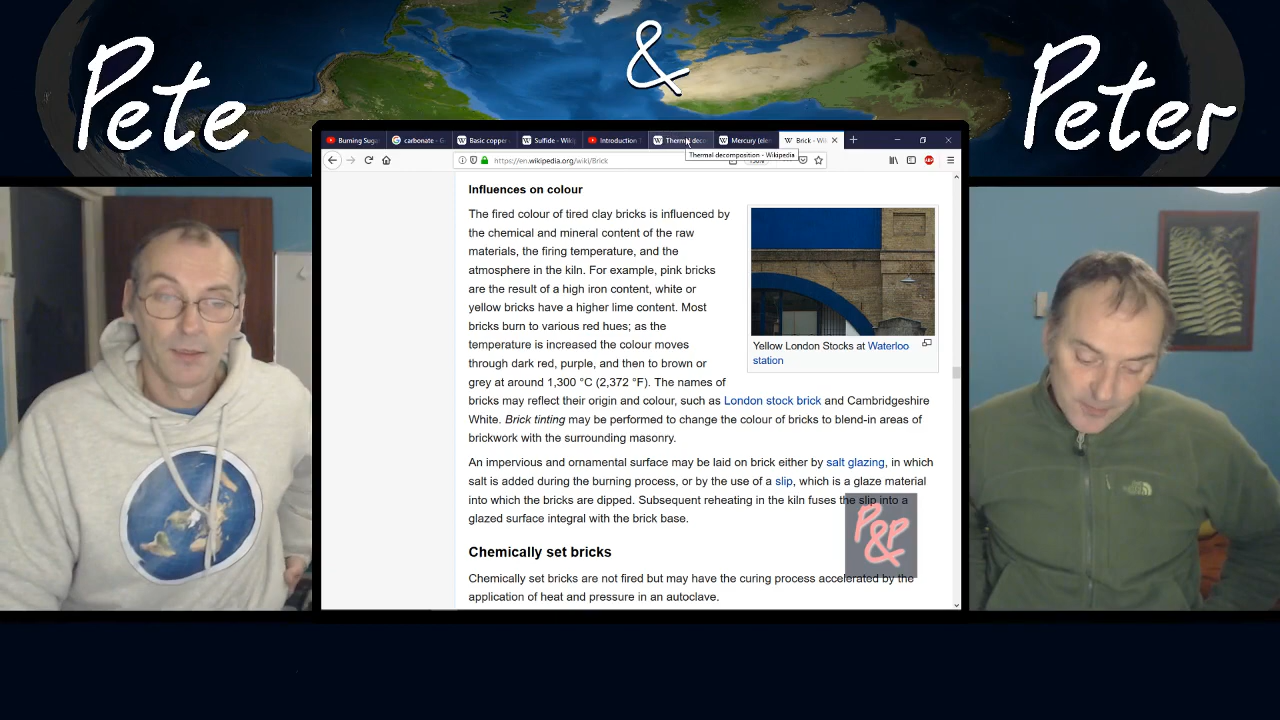 Pete
&
Peter
Burning Suga
carbonate - G
Basic copper
Sulfide - Wiki
Introduction
Thermal deco
Mercury (elem
Brick - Wi
Thermal decomposition - Wikipedia
https://en.wikipedia.org/wiki/Brick
Influences on colour
The fired colour of tired clay bricks is influenced by
the chemical and mineral content of the raw
materials, the firing temperature, and the
atmosphere in the kiln. For example, pink bricks
are the result of a high iron content, white or
yellow bricks have a higher lime content. Most
bricks burn to various red hues; as the
temperature is increased the colour moves
through dark red, purple, and then to brown or
grey at around 1,300 °C (2,372 °F). The names of
bricks may reflect their origin and colour, such as London stock brick and Cambridgeshire
White. Brick tinting may be performed to change the colour of bricks to blend-in areas of
brickwork with the surrounding masonry.
Yellow London Stocks at Waterloo
station
An impervious and ornamental surface may be laid on brick either by salt glazing, in which
salt is added during the burning process, or by the use of a slip, which is a glaze material
into which the bricks are dipped. Subsequent reheating in the kiln fuses the slip into a
glazed surface integral with the brick base.
P&P
Chemically set bricks
Chemically set bricks are not fired but may have the curing process accelerated by the
application of heat and pressure in an autoclave.